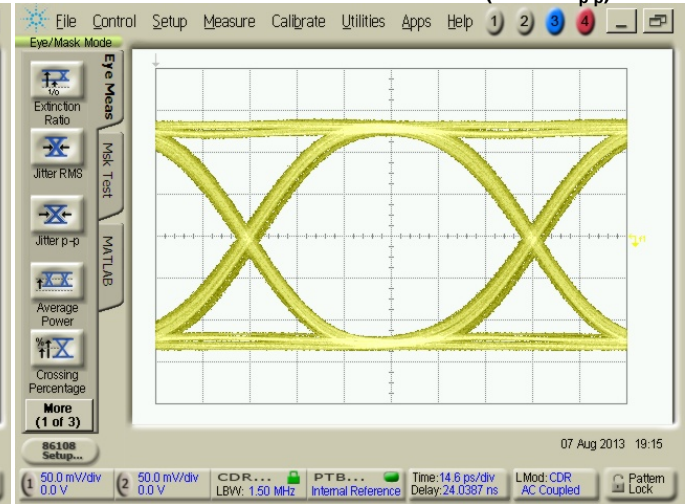 p p)
File Control Setup Measure Calibrate Utilities Apps Help 1 2 3 4
Eye/Mask Mode
Eye Meas
Msk Test
MATLAB
Extinction
Ratio
Jitter RMS
Jitter p-p
Average
Power
Crossing
Percentage
More
(1 of 3)
86108
Setup...
07 Aug 2013 19:15
1 50.0 mV/div
0.0 V
2 50.0 mV/div
0.0 V
CDR...
LBW: 1.50 MHz
PTB...
Internal Reference
Time:14.6 ps/div
Delay:24.0387 ns
LMod:CDR
AC Coupled
Pattern
Lock